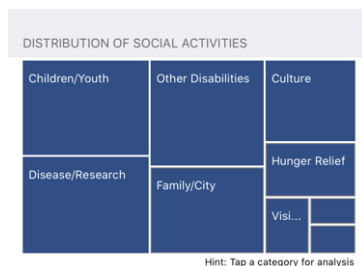 DISTRIBUTION OF SOCIAL ACTIVITIES
Children/Youth
Other Disabilities
Culture
Hunger Relief
Disease/Research
Family/City
Visi...
Hint: Tap a category for analysis